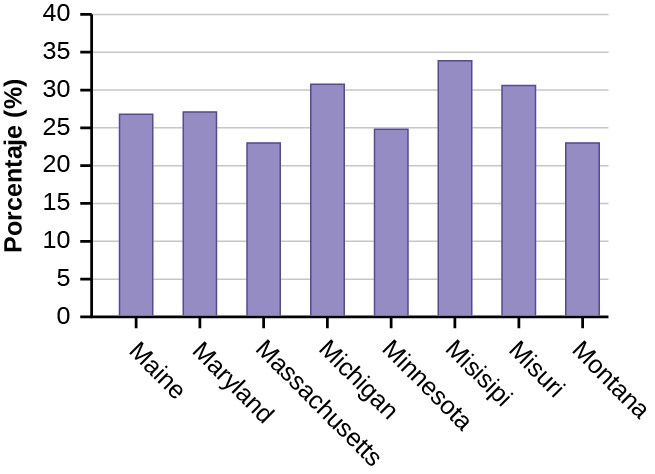 40
35
30
25
20
15
10
5
0
Porcentaje (%)
Maine
Maryland
Massachusetts
Michigan
Minnesota
Misisipi
Misuri
Montana